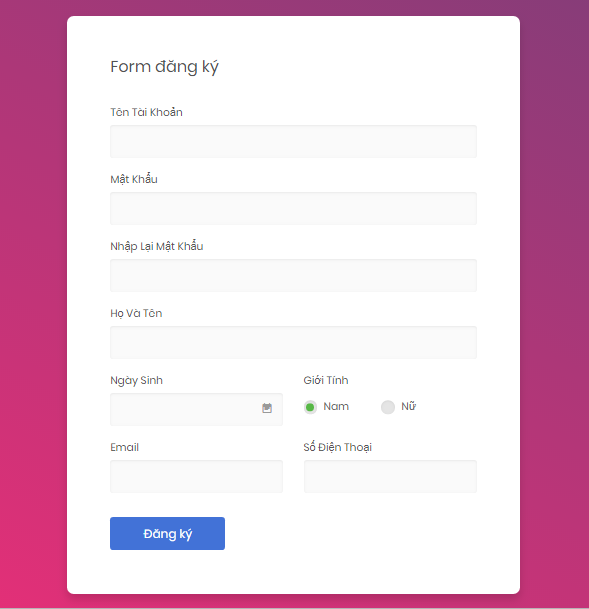 Form đăng ký
Tên Tài Khoản
Mật Khẩu
Nhập Lại Mật Khẩu
Họ Và Tên
Ngày Sinh Giới Tính
Nam Nữ
Email Số Điện Thoại
Đăng ký